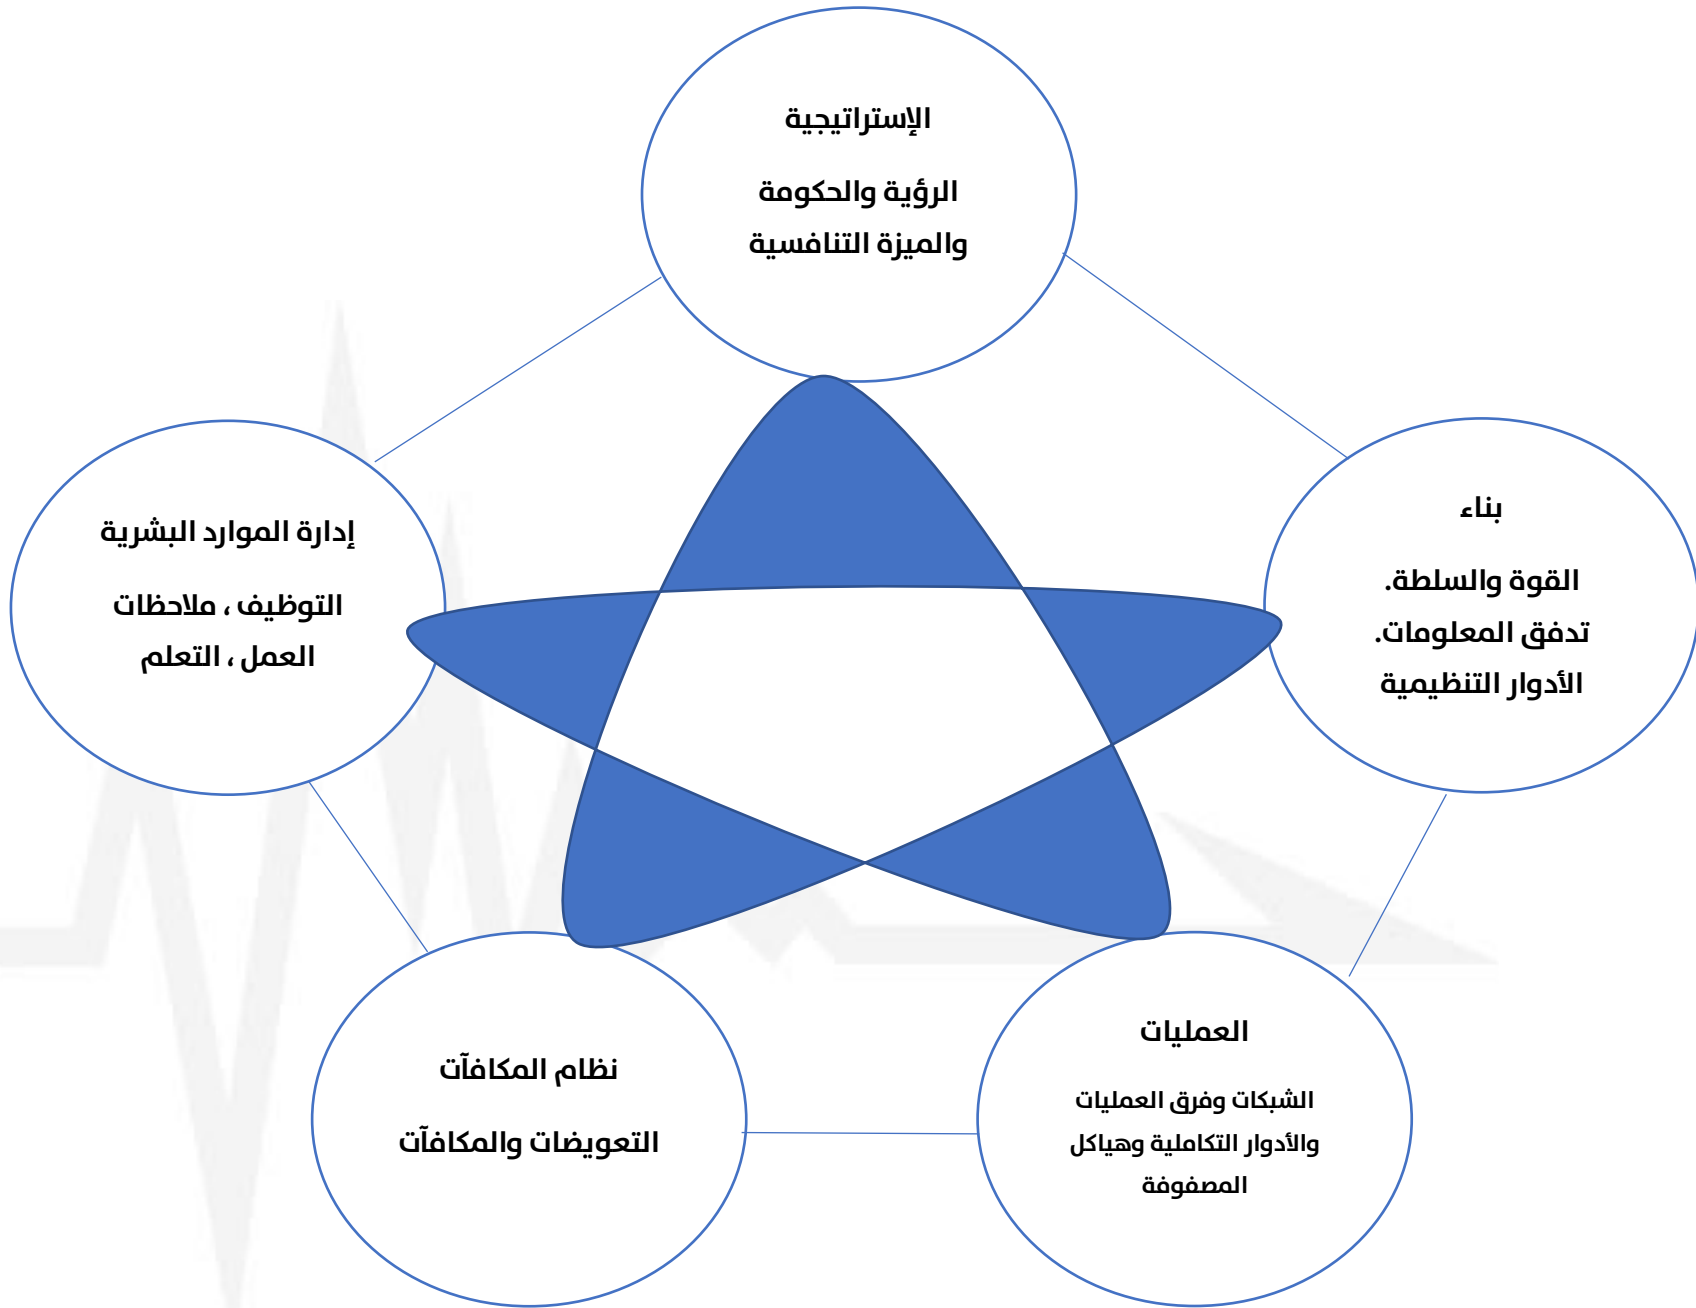 الإستراتيجية
الرؤية والحكومة
والميزة التنافسية
بناء
القوة والسلطة.
تدفق المعلومات.
الأدوار التنظيمية
إدارة الموارد البشرية
التوظيف ، ملاحظات
العمل ، التعلم
العمليات
الشبكات وفرق العمليات
والأدوار التكاملية وهياكل
المصفوفة
نظام المكافآت
التعويضات والمكافآت